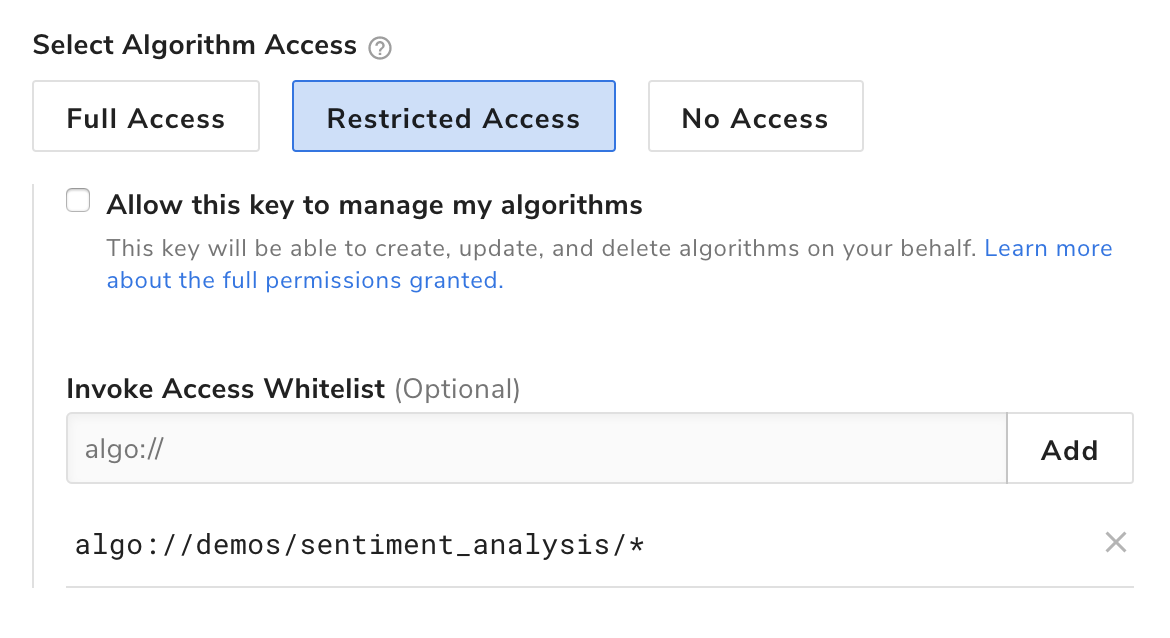 Select Algorithm Access ?
Full Access
Restricted Access
No Access
Allow this key to manage my algorithms
This key will be able to create, update, and delete algorithms on your behalf. Learn more
about the full permissions granted.
Invoke Access Whitelist (Optional)
algo://
Add
algo://demos/sentiment_analysis/*